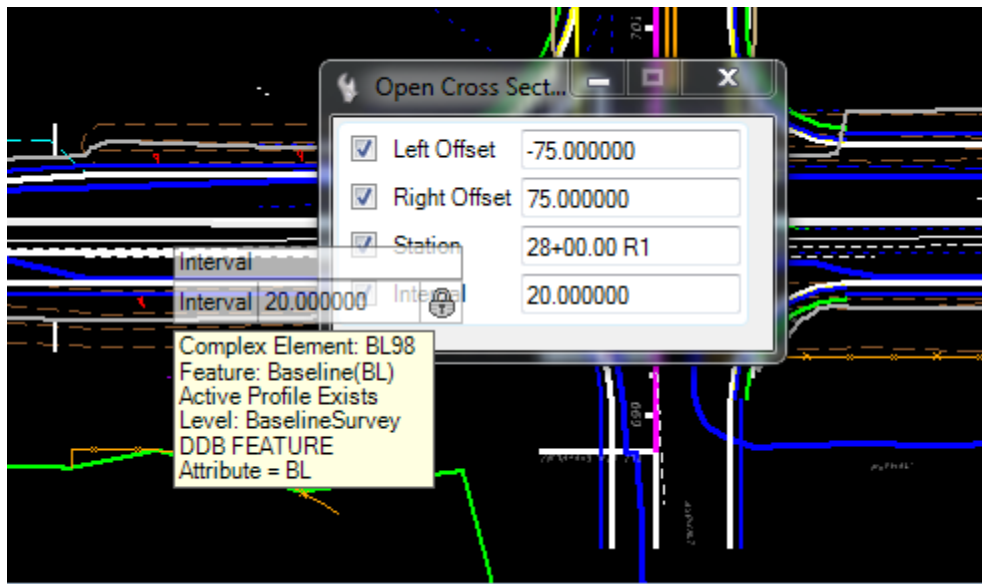 701
Open Cross Sect...
Left Offset -75.000000
Right Offset 75.000000
Station 28+00.00 R1
Interval 20.000000
Interval
Interval 20.000000
Complex Element: BL98
Feature: Baseline(BL)
Active Profile Exists
Level: BaselineSurvey
DDB FEATURE
Attribute = BL
699